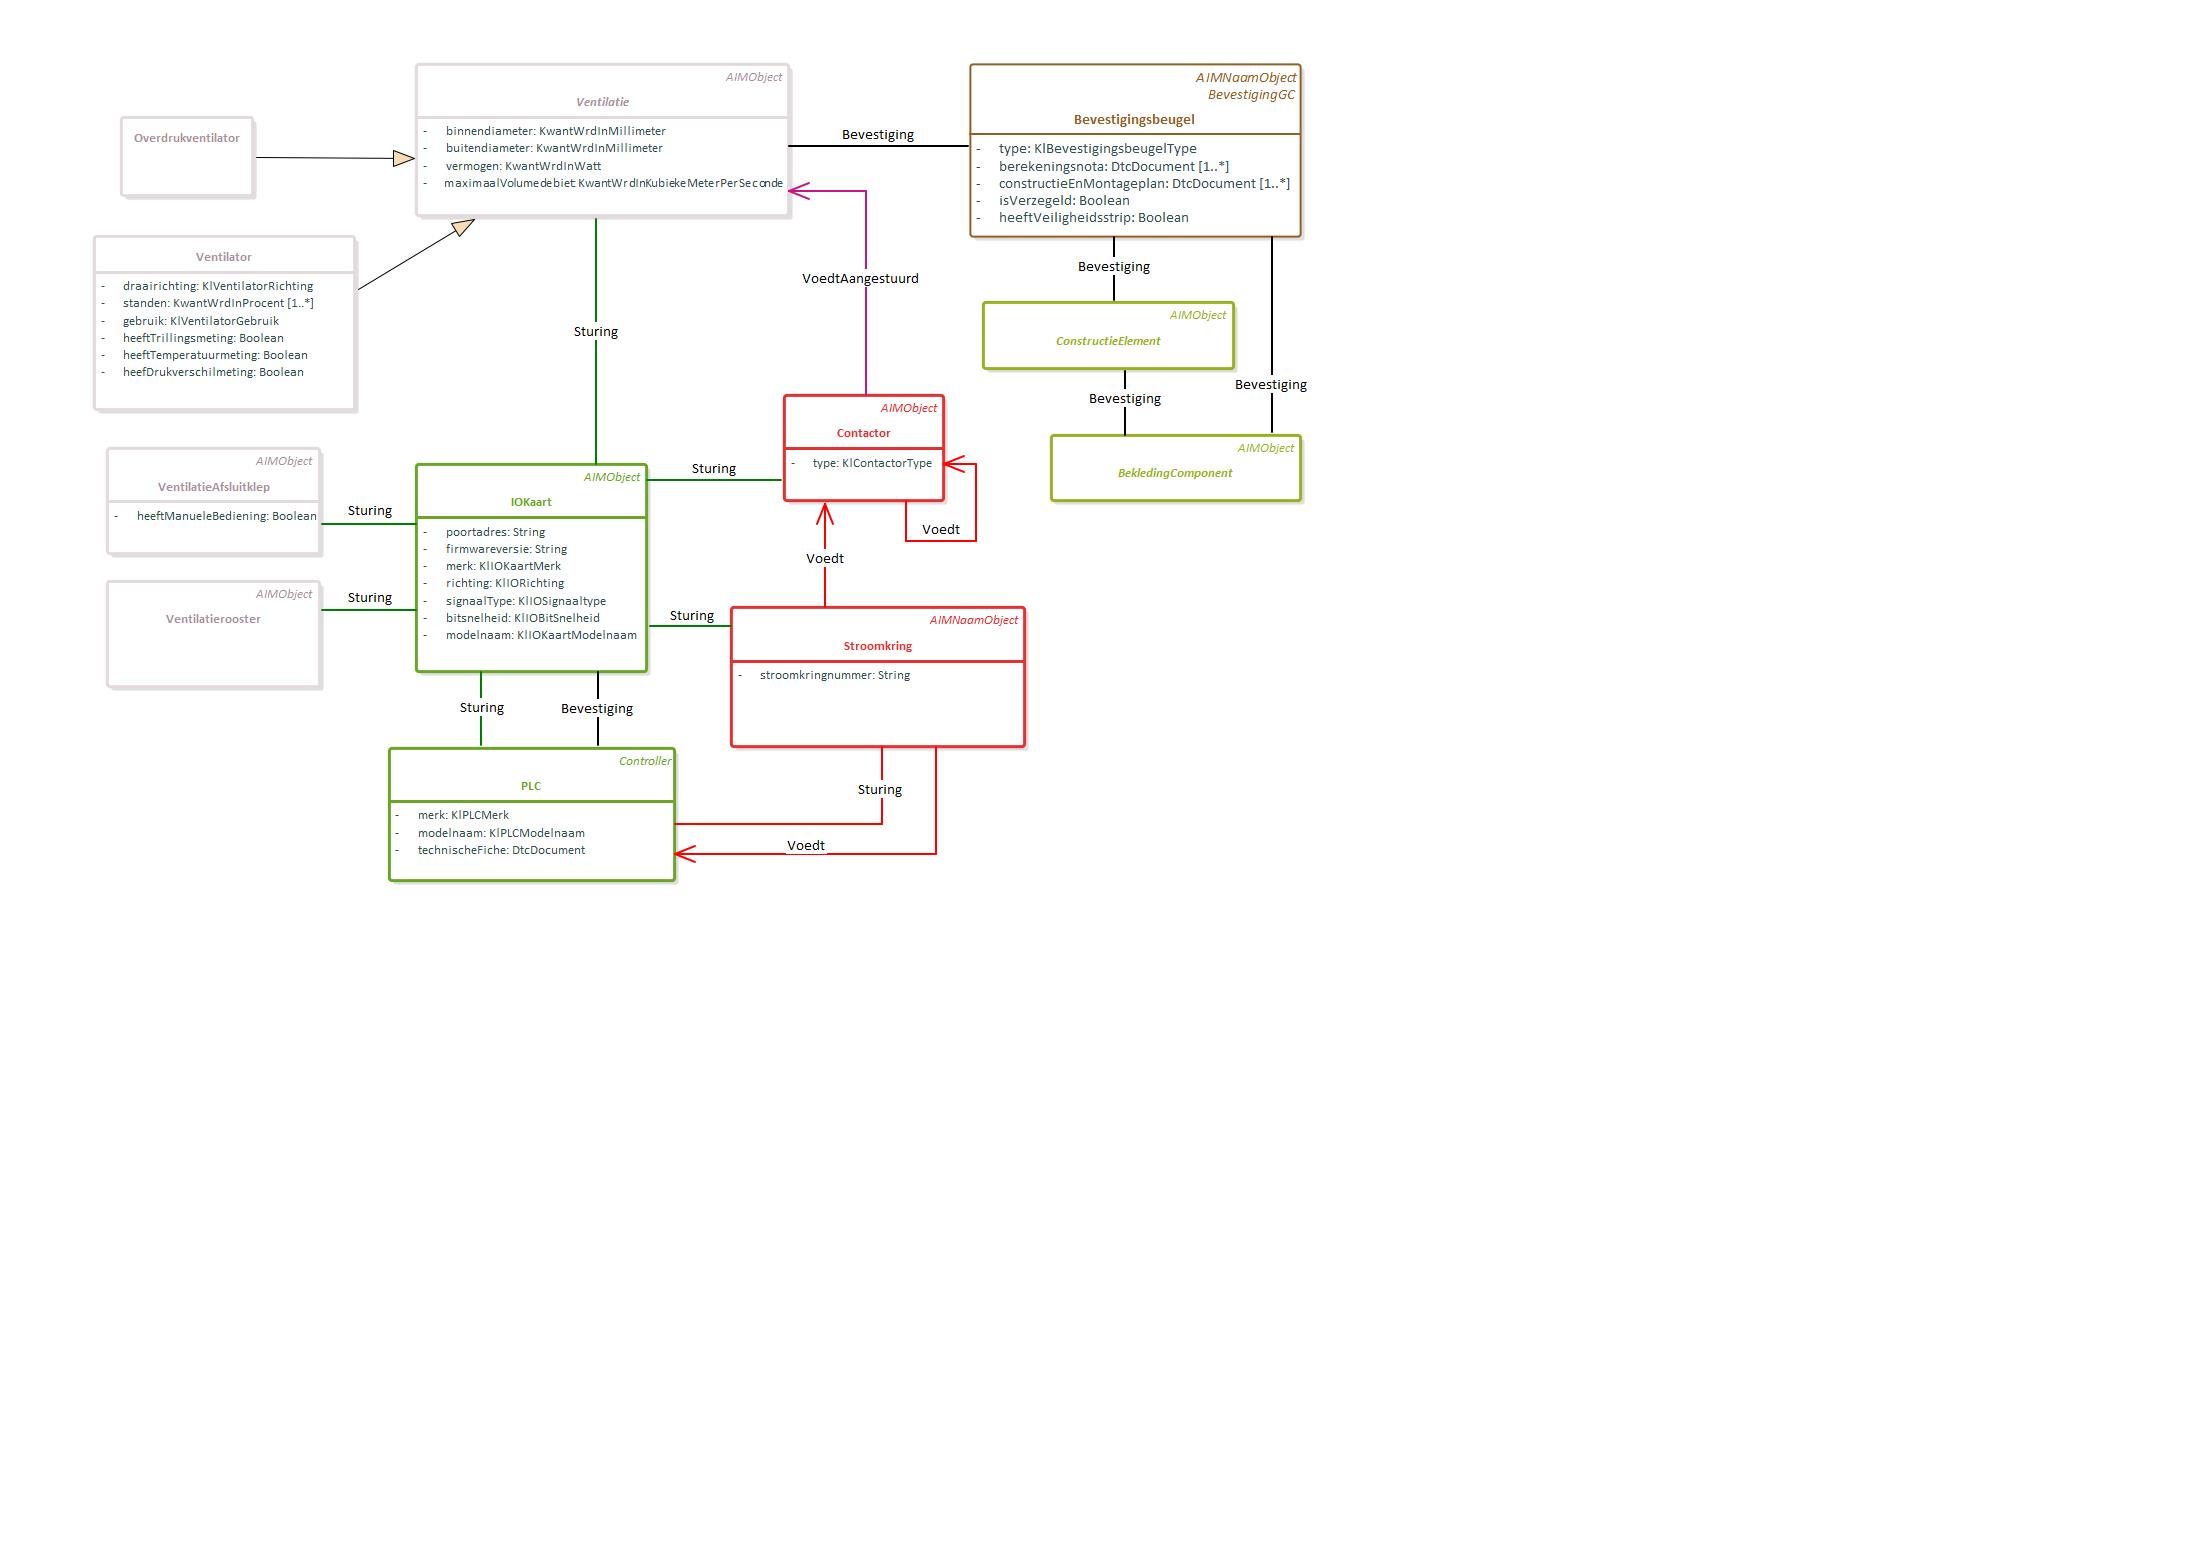 AIMObject
Ventilatie
- binnendiameter: KwantWrdInMillimeter
- buitendiameter: KwantWrdInMillimeter
- vermogen: KwantWrdInWatt
- maximaalVolumedebiet KwantWrdInKubiekeMeterPerSeconde
AIMNaamObject
BevestigingGC
Bevestigingsbeugel
- type: KlBevestigingsbeugelType
- berekeningsnota: DtcDocument [1..*]
- constructieEnMontageplan: DtcDocument [1..*]
- isVerzegeld: Boolean
- heeftVeiligheidsstrip: Boolean
Bevestiging
Overdrukventilator
Ventilator
- draairichting: KlVentilatorRichting
- standen: KwantWrdInProcent [1..*]
- gebruik: KlVentilatorGebruik
- heeftTrillingsmeting: Boolean
- heeftTemperatuurmeting: Boolean
- heefDrukverschilmeting: Boolean
VoedtAangestuurd
Sturing
Bevestiging
AIMObject
ConstructieElement
Bevestiging
Bevestiging
AIMObject
BekledingComponent
AIMObject
Contactor
- type: KlContactorType
Sturing
Voedt
Voedt
AIMObject
VentilatieAfsluitklep
- heeftManueleBediening: Boolean
Sturing
AIMObject
Ventilatierooster
Sturing
AIMObject
IOKaart
- poortadres: String
- firmwareversie: String
- merk: KlIOKaartMerk
- richting: KlIORichting
- signaalType: KlIOSignaaltype
- bitsnelheid: KlIOBitSnelheid
- modelnaam: KlIOKaartModelnaam
Sturing
AIMNaamObject
Stroomkring
- stroomkringnummer: String
Sturing
Bevestiging
Controller
PLC
- merk: KlPLCMerk
- modelnaam: KlPLCModelnaam
- technischeFiche: DtcDocument
Sturing
Voedt